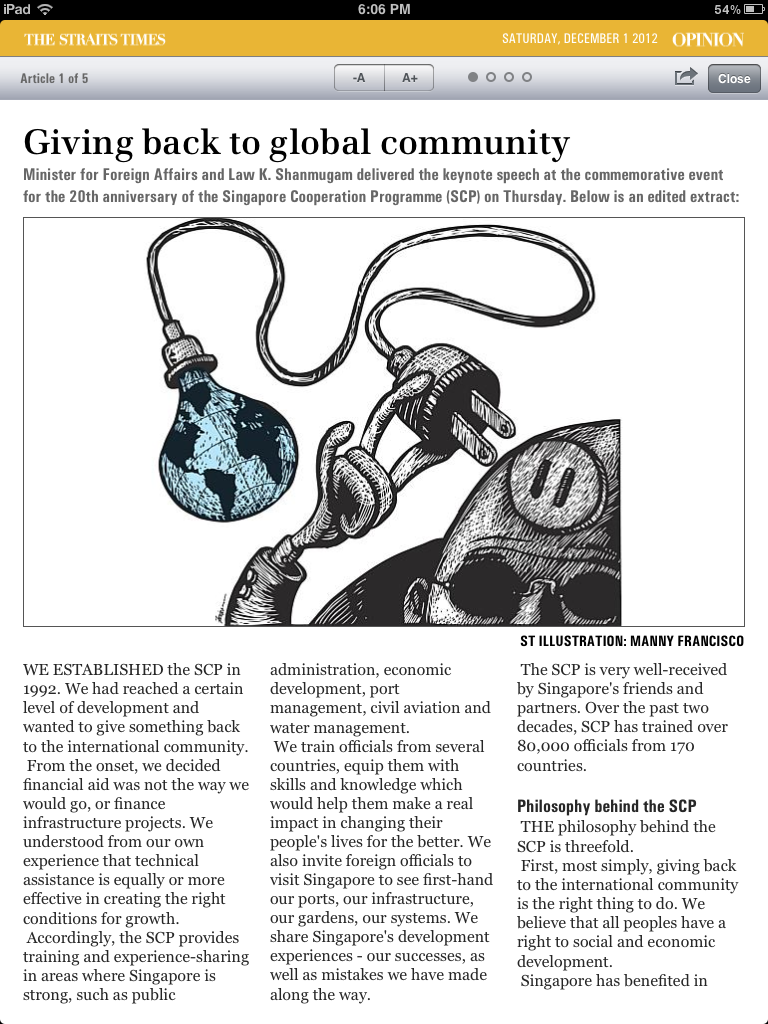 iPad
6:06 PM
54%
THE STRAITS TIMES
SATURDAY, DECEMBER 1 2012
OPINION
Article 1 of 5
-A
A+
Close
Giving back to global community
Minister for Foreign Affairs and Law K. Shanmugam delivered the keynote speech at the commemorative event
for the 20th anniversary of the Singapore Cooperation Programme (SCP) on Thursday. Below is an edited extract:
ST ILLUSTRATION: MANNY FRANCISCO
WE ESTABLISHED the SCP in
1992. We had reached a certain
level of development and
wanted to give something back
to the international community.
From the onset, we decided
financial aid was not the way we
would go, or finance
infrastructure projects. We
understood from our own
experience that technical
assistance is equally or more
effective in creating the right
conditions for growth.
Accordingly, the SCP provides
training and experience-sharing
in areas where Singapore is
strong, such as public
administration, economic
development, port
management, civil aviation and
water management.
We train officials from several
countries, equip them with
skills and knowledge which
would help them make a real
impact in changing their
people's lives for the better. We
also invite foreign officials to
visit Singapore to see first-hand
our ports, our infrastructure,
our gardens, our systems. We
share Singapore's development
experiences - our successes, as
well as mistakes we have made
along the way.
The SCP is very well-received
by Singapore's friends and
partners. Over the past two
decades, SCP has trained over
80,000 officials from 170
countries.
Philosophy behind the SCP
THE philosophy behind the
SCP is threefold.
First, most simply, giving back
to the international community
is the right thing to do. We
believe that all peoples have a
right to social and economic
development.
Singapore has benefited in